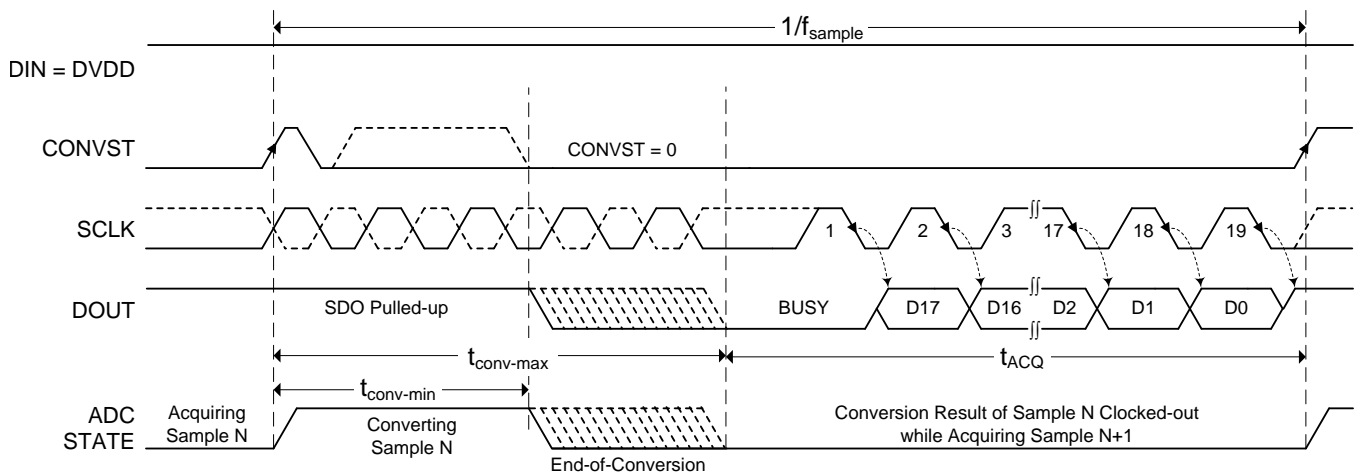 1/fsample
DIN = DVDD
CONVST
CONVST = 0
SCLK
1 2 3 17 18 19
DOUT
SDO Pulled-up
BUSY D17 D16 D2 D1 D0
tconv-max
tACQ
tconv-min
ADC STATE
Acquiring
Sample N
Converting
Sample N
End-of-Conversion
Conversion Result of Sample N Clocked-out
while Acquiring Sample N+1